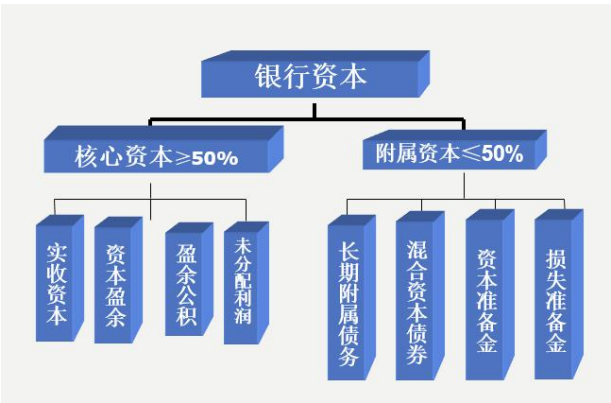 银行资本
核心资本≥50%
附属资本≤50%
实收资本
资本盈余
盈余公积
未分配利润
长期附属债务
混合资本债券
资本准备金
损失准备金